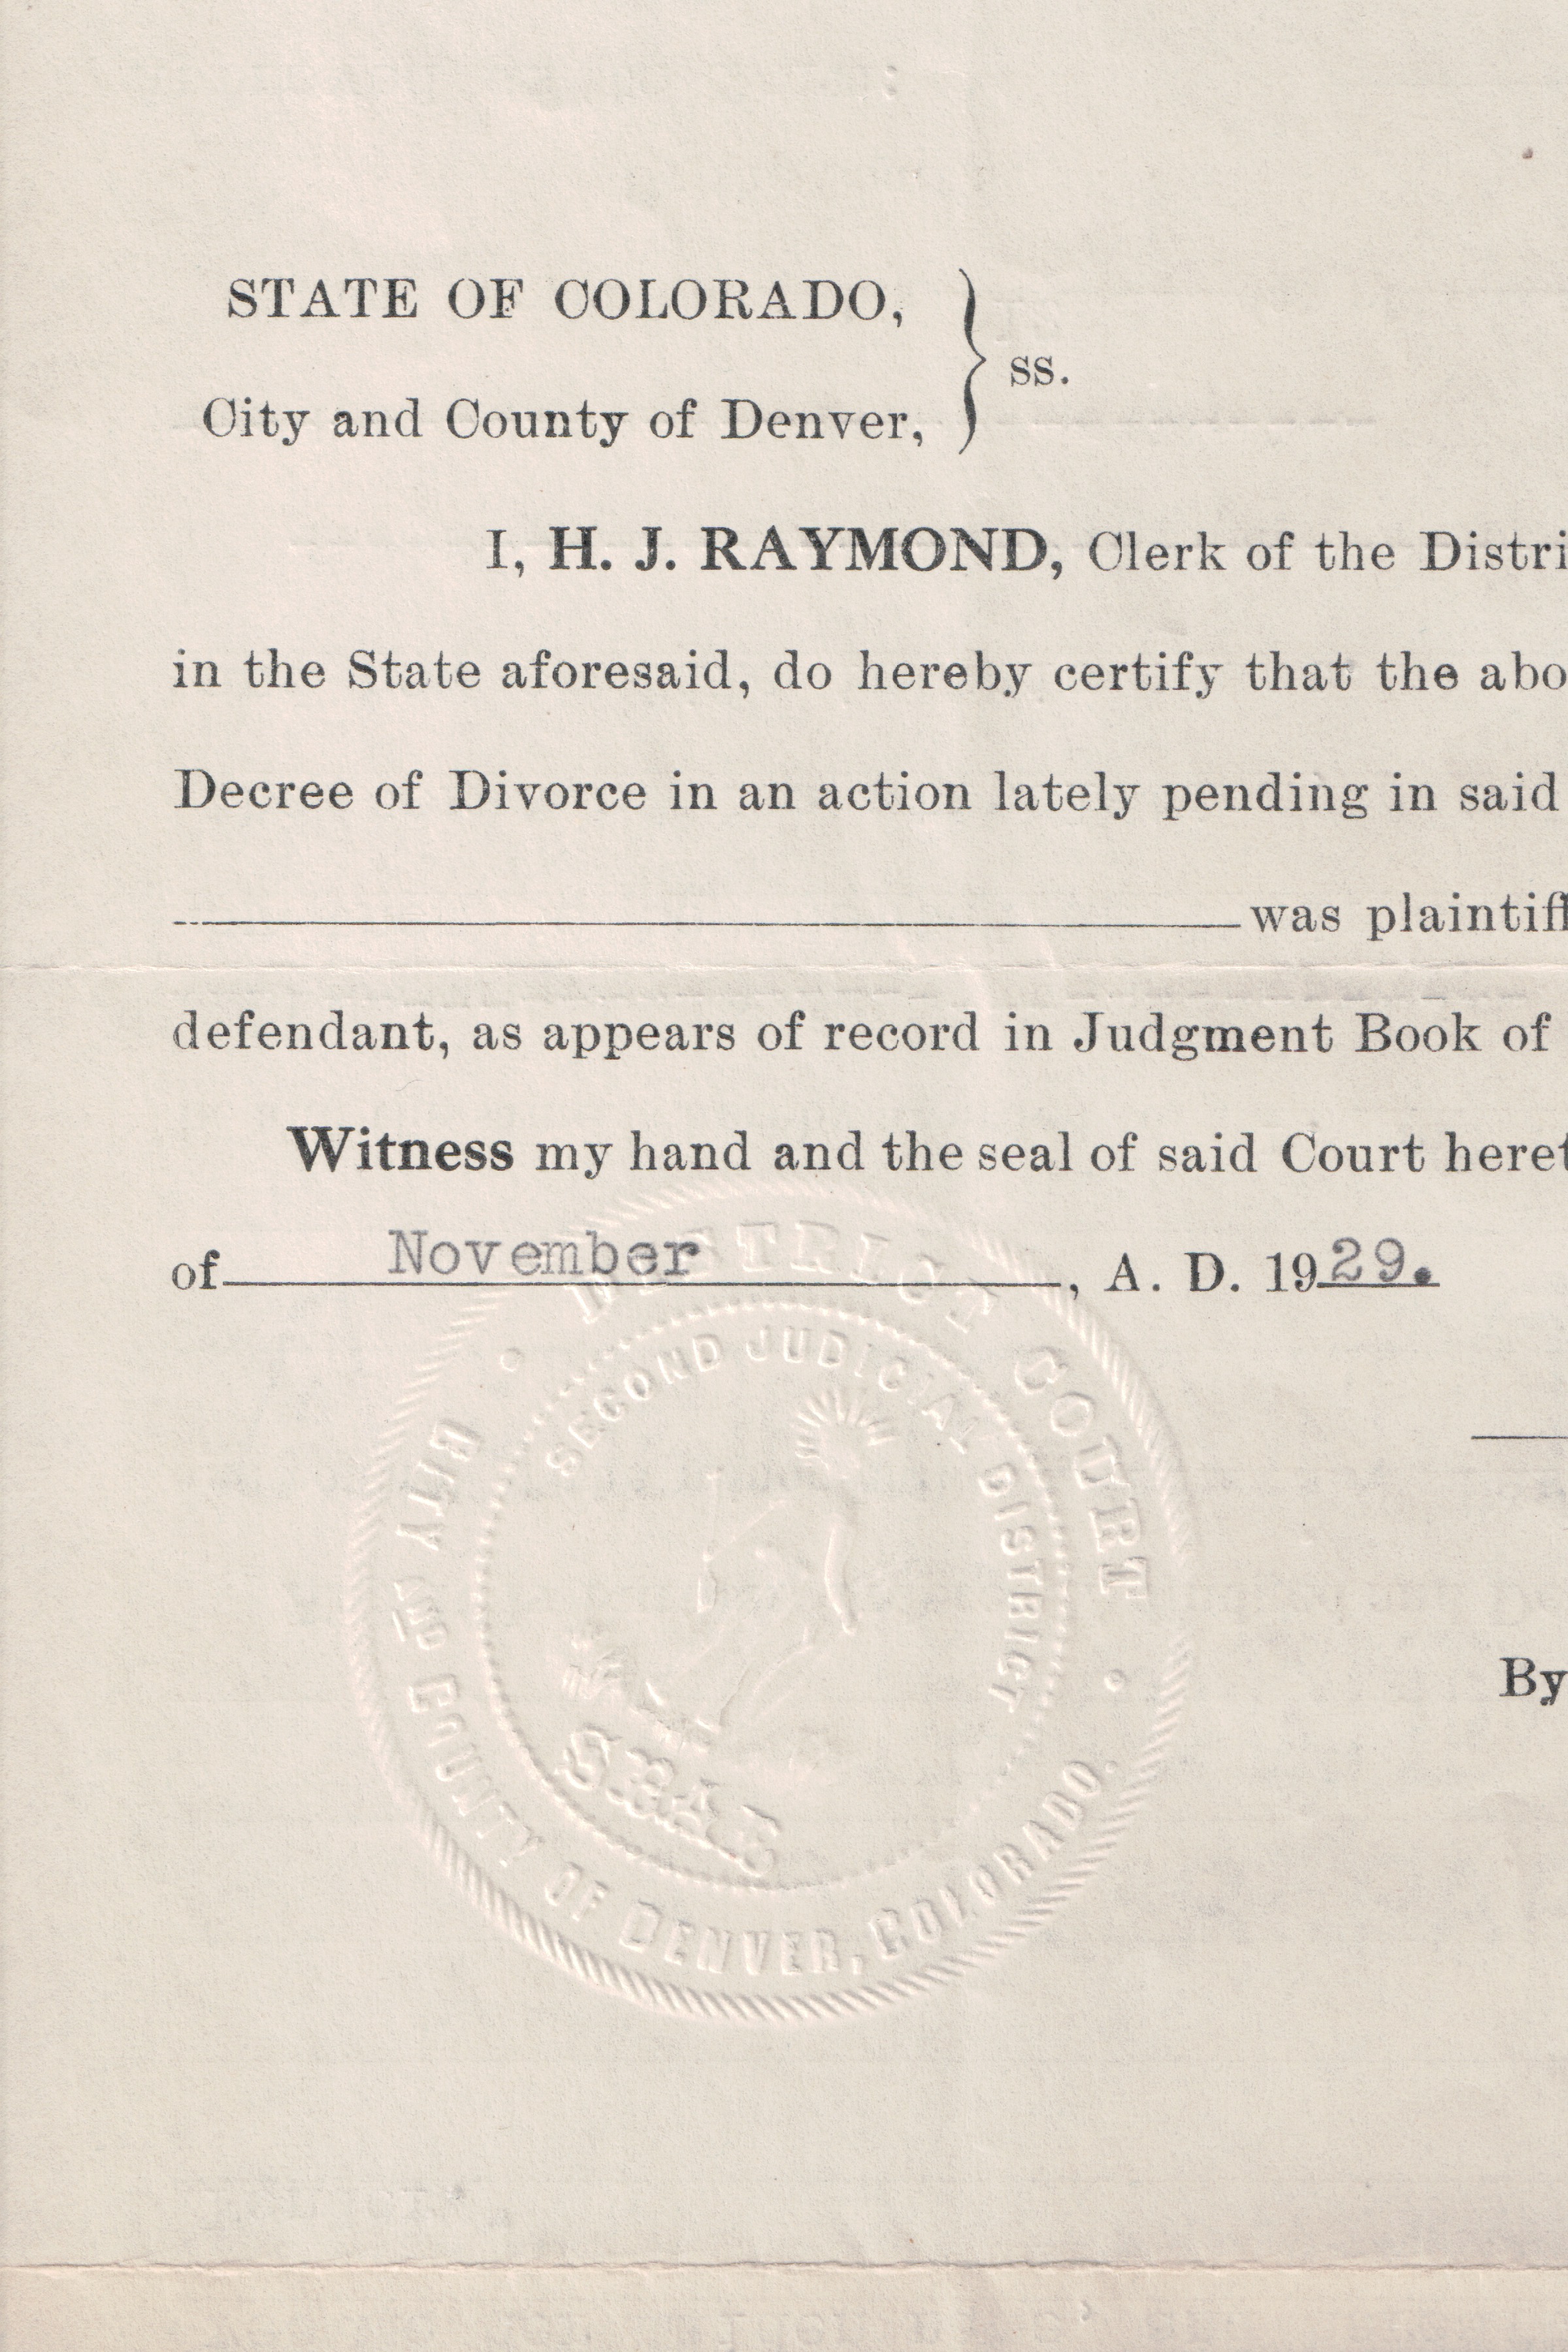 STATE OF COLORADO,
ss.
City and County of Denver,
I, H. J. RAYMOND, Clerk of the Distri
in the State aforesaid, do hereby certify that the abo
Decree of Divorce in an action lately pending in said
was plaintiff
defendant, as appears of record in Judgment Book of
Witness my hand and the seal of said Court heret
of November, A. D. 1929.
By
DISTRICT COURT
SECOND JUDICIAL DISTRICT
SEAL
CITY AND COUNTY OF DENVER, COLORADO.